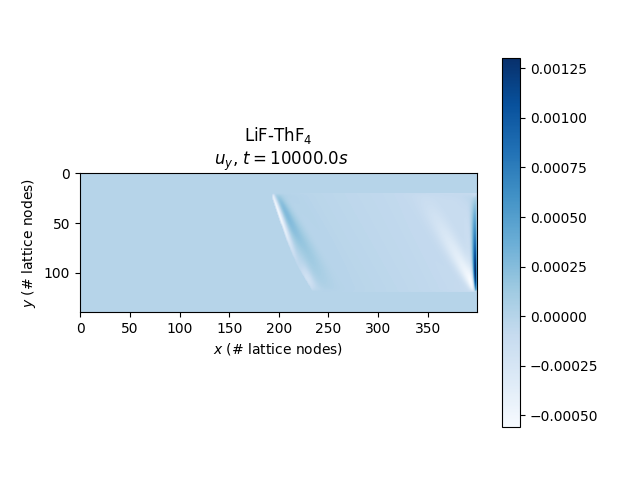 LiF-ThF₄
u_y, t = 10000.0s
0
50
100
y (# lattice nodes)
0 50 100 150 200 250 300 350
x (# lattice nodes)
0.00125
0.00100
0.00075
0.00050
0.00025
0.00000
−0.00025
−0.00050